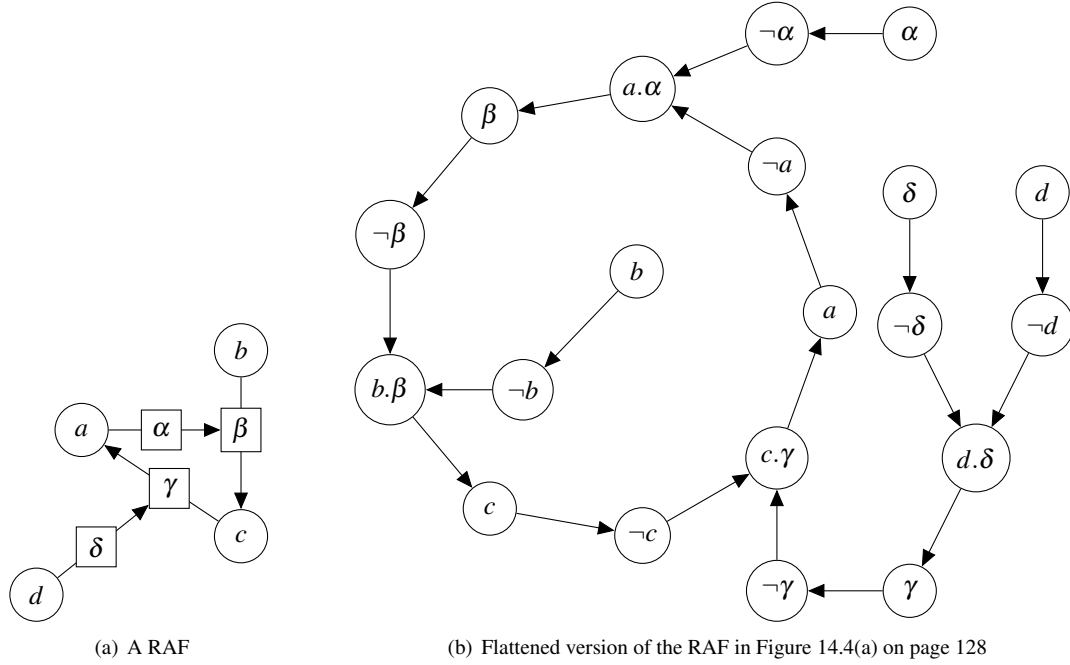 b
a
α
β
γ
δ
c
d
(a) A RAF
¬α
α
a.α
β
¬a
δ
d
¬β
b
a
¬δ
¬d
b.β
¬b
c.γ
d.δ
c
¬c
¬γ
γ
(b) Flattened version of the RAF in Figure 14.4(a) on page 128